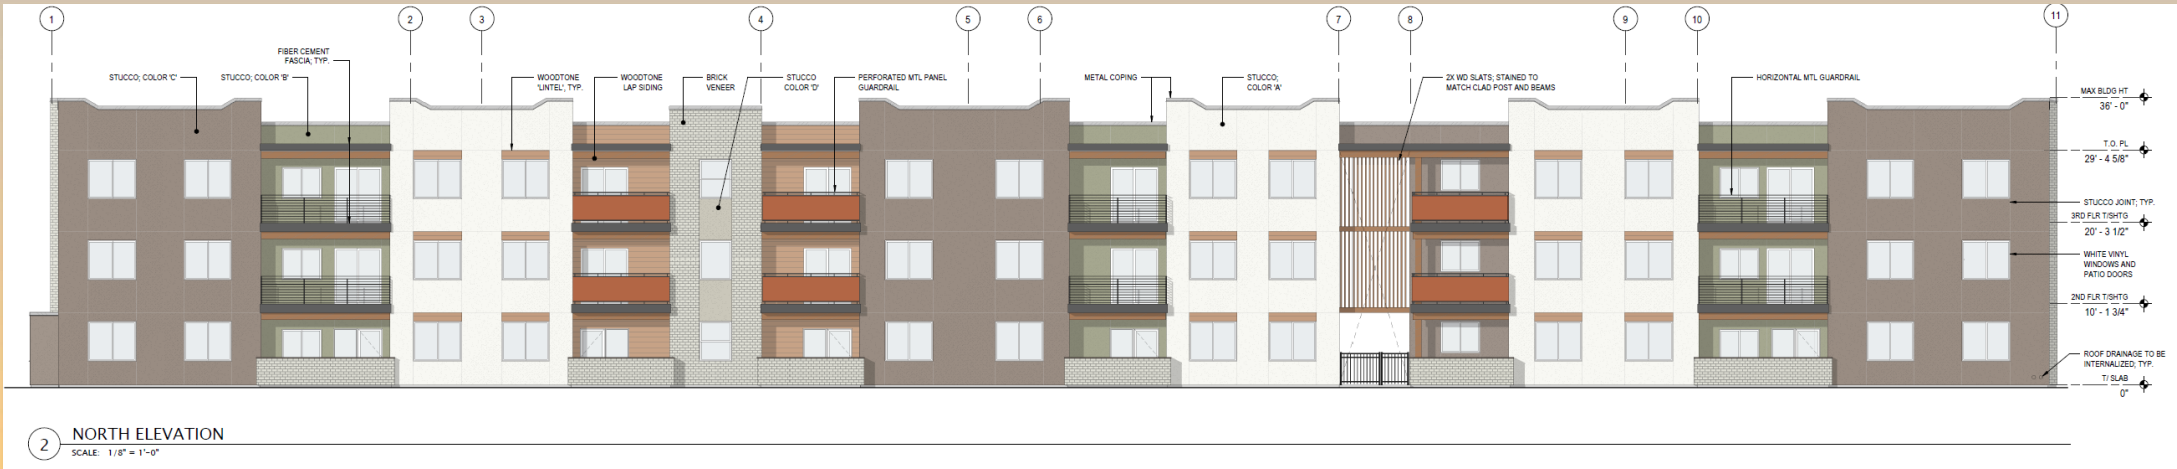 1
2
3
4
5
6
7
8
9
10
11
FIBER CEMENT
FASCIA; TYP.
STUCCO; COLOR 'C'
STUCCO; COLOR 'B'
WOODTONE
'LINTEL', TYP.
WOODTONE
LAP SIDING
BRICK
VENEER
STUCCO
COLOR 'D'
PERFORATED MTL PANEL
GUARDRAIL
METAL COPING
STUCCO;
COLOR 'A'
2X WD SLATS; STAINED TO
MATCH CLAD POST AND BEAMS
HORIZONTAL MTL GUARDRAIL
MAX BLDG HT
36' - 0"
T.O. PL
29' - 4 5/8"
STUCCO JOINT; TYP.
3RD FLR T/SHTG
20' - 3 1/2"
WHITE VINYL
WINDOWS AND
PATIO DOORS
2ND FLR T/SHTG
10' - 1 3/4"
ROOF DRAINAGE TO BE
INTERNALIZED; TYP.
T/ SLAB
0"
2
NORTH ELEVATION
SCALE: 1/8" = 1'-0"